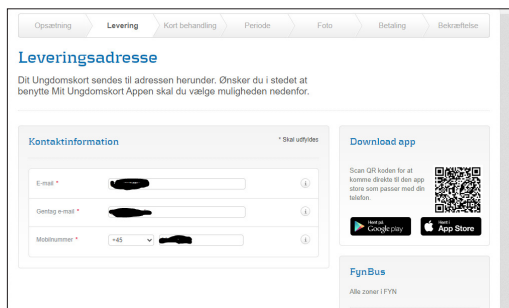 Opsætning
Levering
Kort behandling
Periode
Foto
Betaling
Bekræftelse
Leveringsadresse
Dit Ungdomskort sendes til adressen herunder. Ønsker du i stedet at
benytte Mit Ungdomskort Appen skal du vælge muligheden nedenfor.
Kontaktinformation
* Skal udfyldes
E-mail *
Gentag e-mail *
Mobilnummer *
+45
Download app
Scan QR koden for at
komme direkte til den app
store som passer med din
telefon.
Hent på
Google play
Hent i
App Store
FynBus
Alle zoner i FYN